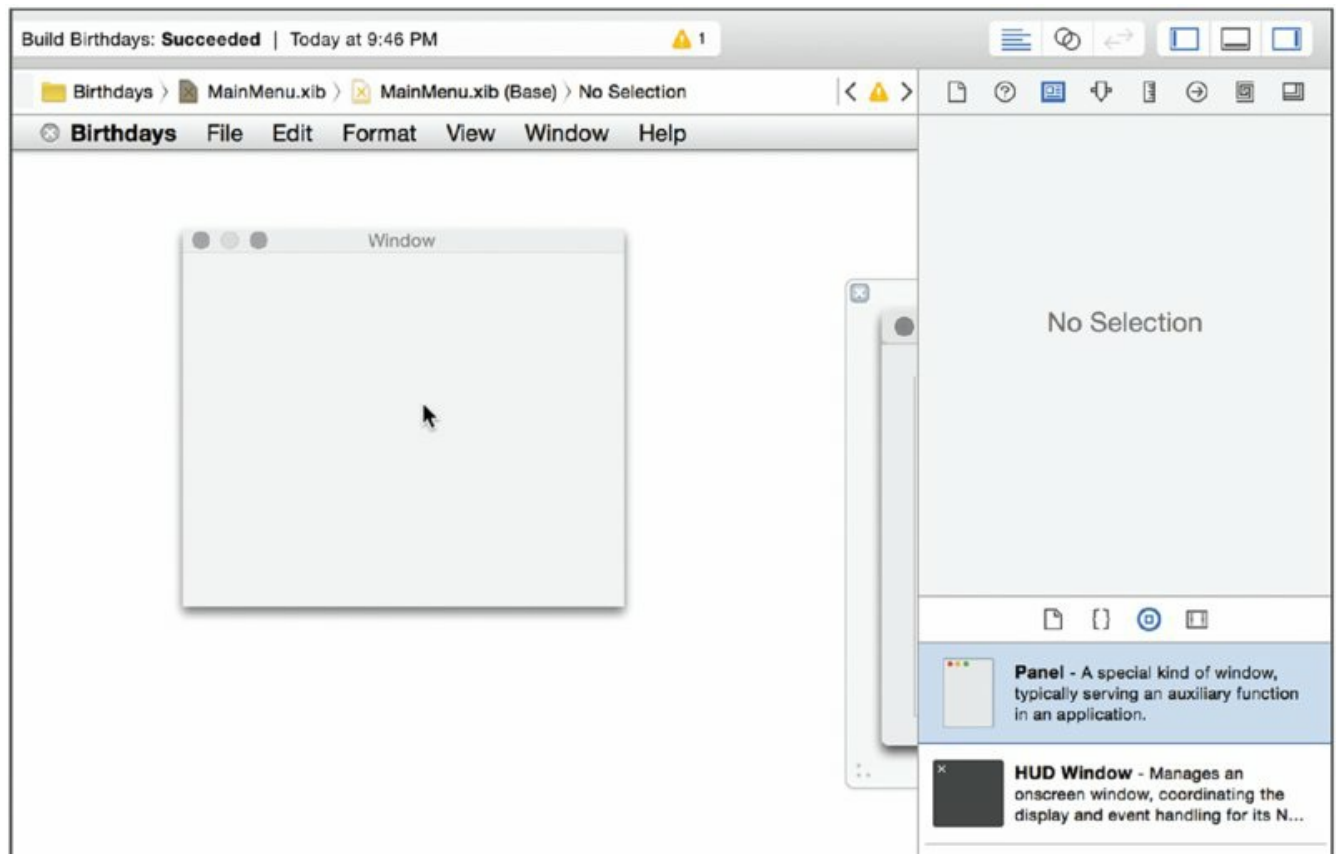 Build Birthdays: Succeeded | Today at 9:46 PM 1
Birthdays 〉 MainMenu.xib 〉 MainMenu.xib (Base) 〉 No Selection
Birthdays File Edit Format View Window Help
Window
No Selection
Panel - A special kind of window,
typically serving an auxiliary function
in an application.
HUD Window - Manages an
onscreen window, coordinating the
display and event handling for its N...